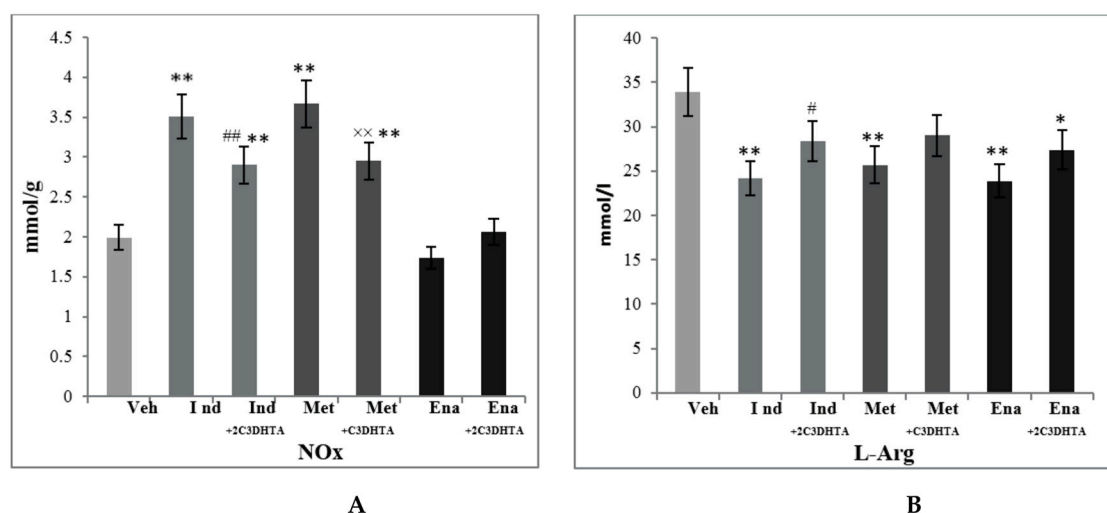 4.5
4
3.5
3
2.5
2
1.5
1
0.5
0
mmol/g
**
## **
**
×× **
Veh I nd Ind Met Met Ena Ena
+2C3DHTA +C3DHTA +2C3DHTA
NOx
A
40
35
30
25
20
15
10
5
0
mmol/l
**
#
**
**
*
Veh I nd Ind Met Met Ena Ena
+2C3DHTA +C3DHTA +2C3DHTA
L-Arg
B